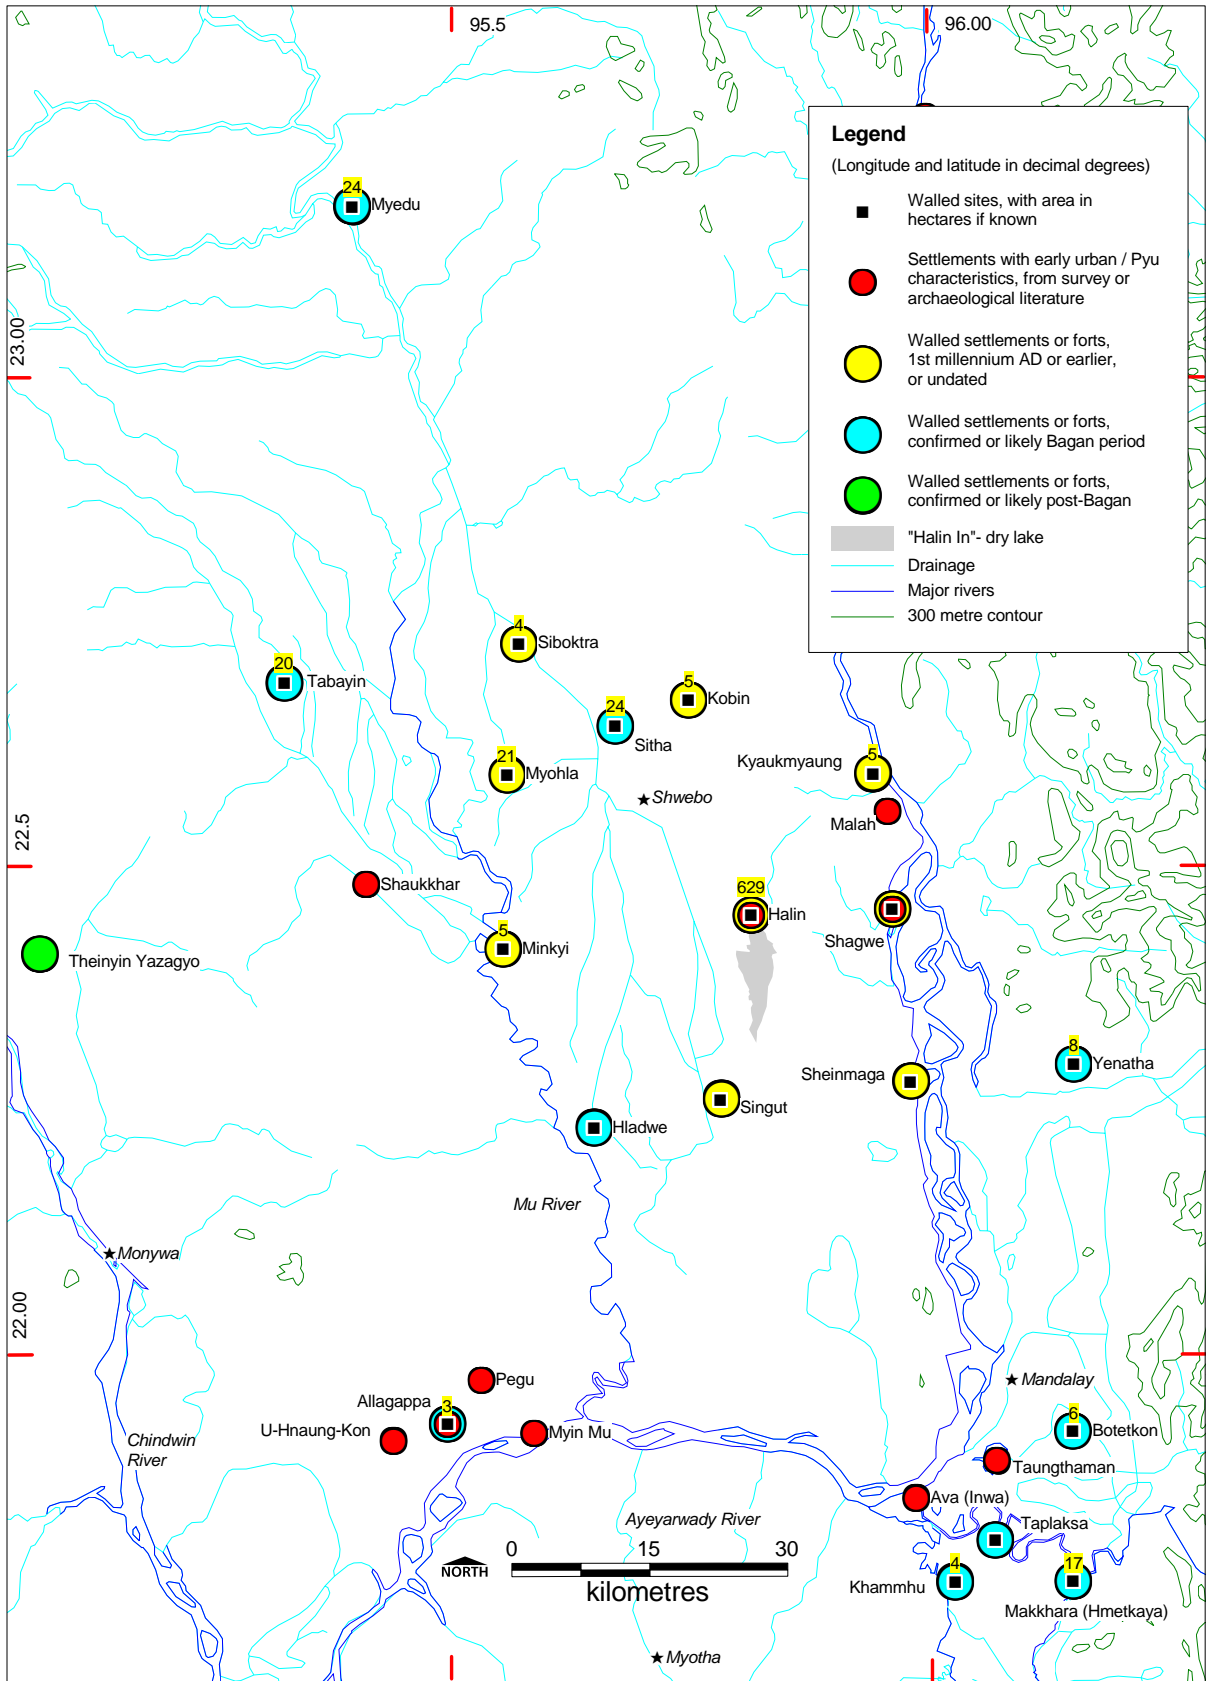 95.5
96.00
Legend
(Longitude and latitude in decimal degrees)
Walled sites, with area in
hectares if known
Settlements with early urban / Pyu
characteristics, from survey or
archaeological literature
Walled settlements or forts,
1st millennium AD or earlier,
or undated
Walled settlements or forts,
confirmed or likely Bagan period
Walled settlements or forts,
confirmed or likely post-Bagan
"Halin In"- dry lake
Drainage
Major rivers
300 metre contour
24
Myedu
23.00
4
Siboktra
20
Tabayin
5
Kobin
24
Sitha
21
Myohla
Kyaukmyaung
5
Shwebo
Malah
22.5
Shaukkhar
629
Halin
Shagwe
5
Minkyi
Theinyin Yazagyo
8
Yenatha
Sheinmaga
Singut
Hladwe
Mu River
Monywa
22.00
Pegu
Mandalay
Allagappa
3
U-Hnaung-Kon
Myin Mu
6
Botetkon
Chindwin
River
Taungthaman
Ava (Inwa)
Ayeyarwady River
Taplaksa
NORTH
0
15
30
kilometres
Khammhu
4
17
Makkhara (Hmetkaya)
Myotha